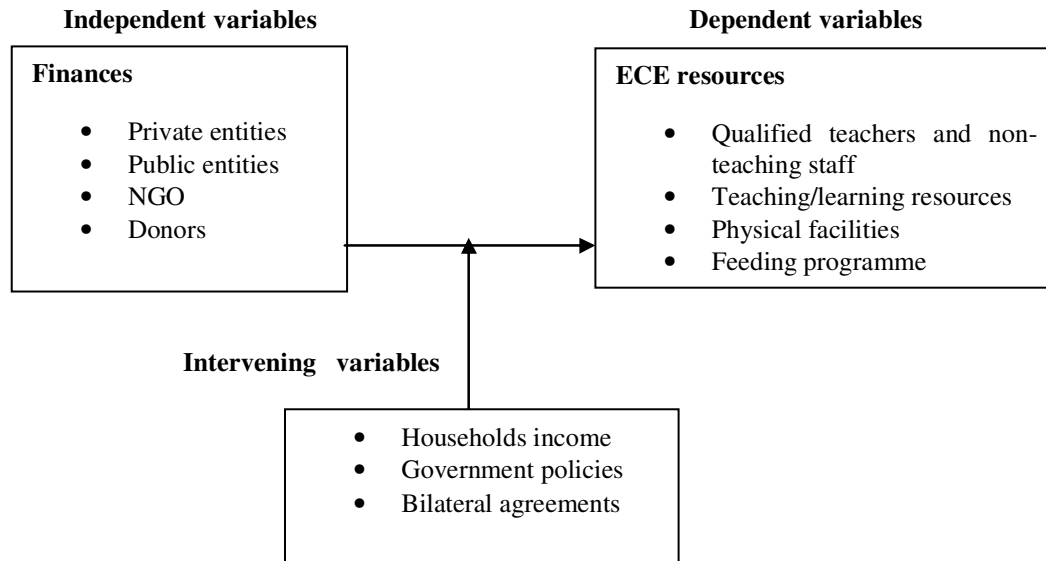 Independent variables
Dependent variables
Finances
• Private entities
• Public entities
• NGO
• Donors
ECE resources
• Qualified teachers and non-
teaching staff
• Teaching/learning resources
• Physical facilities
• Feeding programme
Intervening variables
• Households income
• Government policies
• Bilateral agreements